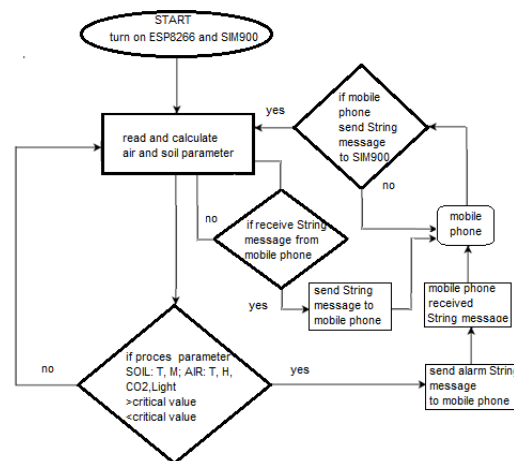 START
turn on ESP8266 and SIM900
if mobile
phone
send String
message
to SIM900
yes
no
read and calculate
air and soil parameter
mobile
phone
no
if receive String
message from
mobile phone
yes
send String
message to
mobile phone
mobile phone
received
String message
if proces parameter
SOIL: T, M; AIR: T, H,
CO2,Light
>critical value
<critical value
no
yes
send alarm String
message
to mobile phone